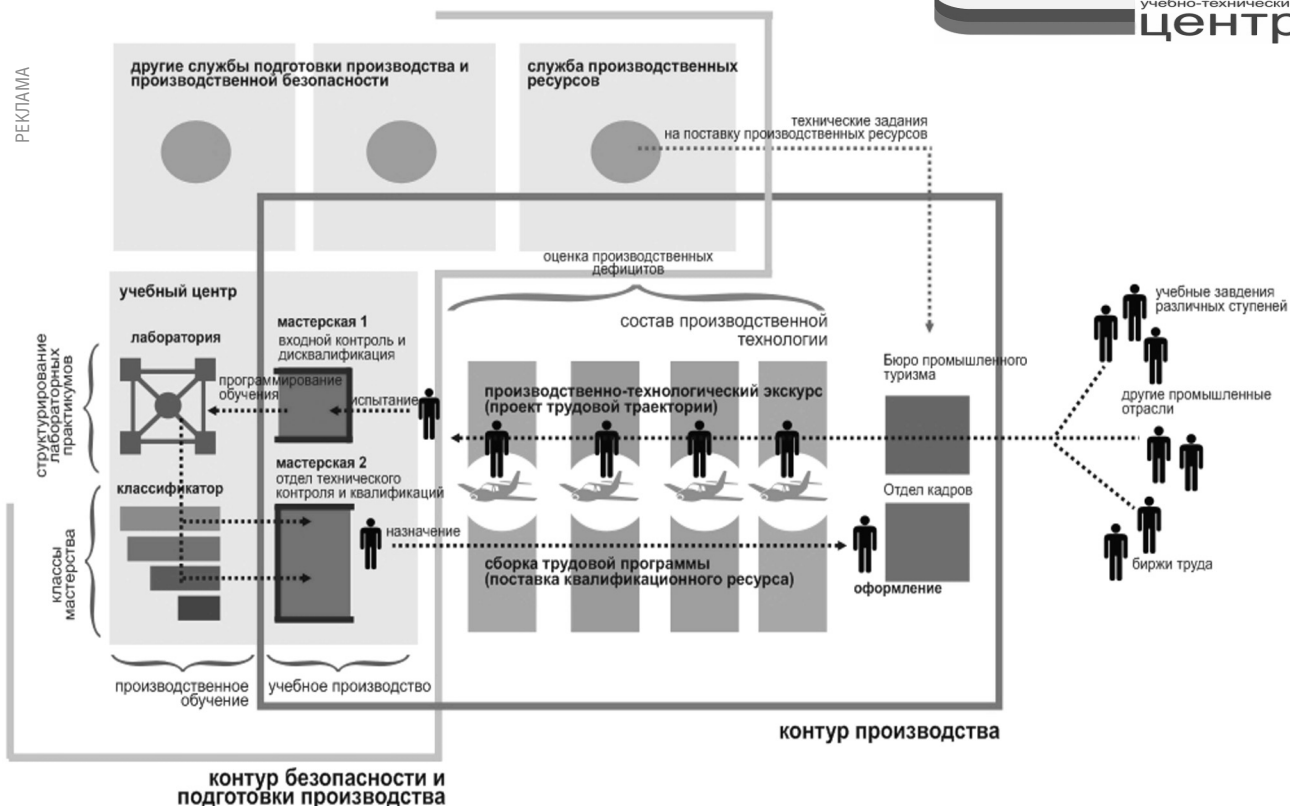 учебно-технически
центр
РЕКЛАМА
другие службы подготовки производства и
производственной безопасности
служба производственных
ресурсов
технические задания
на поставку производственных ресурсов
оценка производственных
дефицитов
учебный центр
лаборатория
мастерская 1
входной контроль и
дисквалификация
программирование
обучения
испытание
структурирование
лабораторных
практикумов
состав производственной
технологии
производственно-технологический экскурс
(проект трудовой траектории)
Бюро промышленного
туризма
учебные завдения
различных ступеней
другие промышленные
отрасли
биржи труда
классификатор
классы
мастерства
мастерская 2
отдел технического
контроля и квалификаций
назначение
сборка трудовой программы
(поставка квалификационного ресурса)
Отдел кадров
оформление
производственное
обучение
учебное производство
контур производства
контур безопасности и
подготовки производства